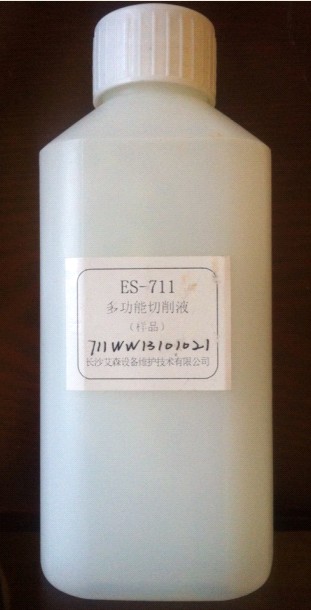 ES-711
多功能切削液
（样品）
711WW13101021
长沙艾森设备维护技术有限公司